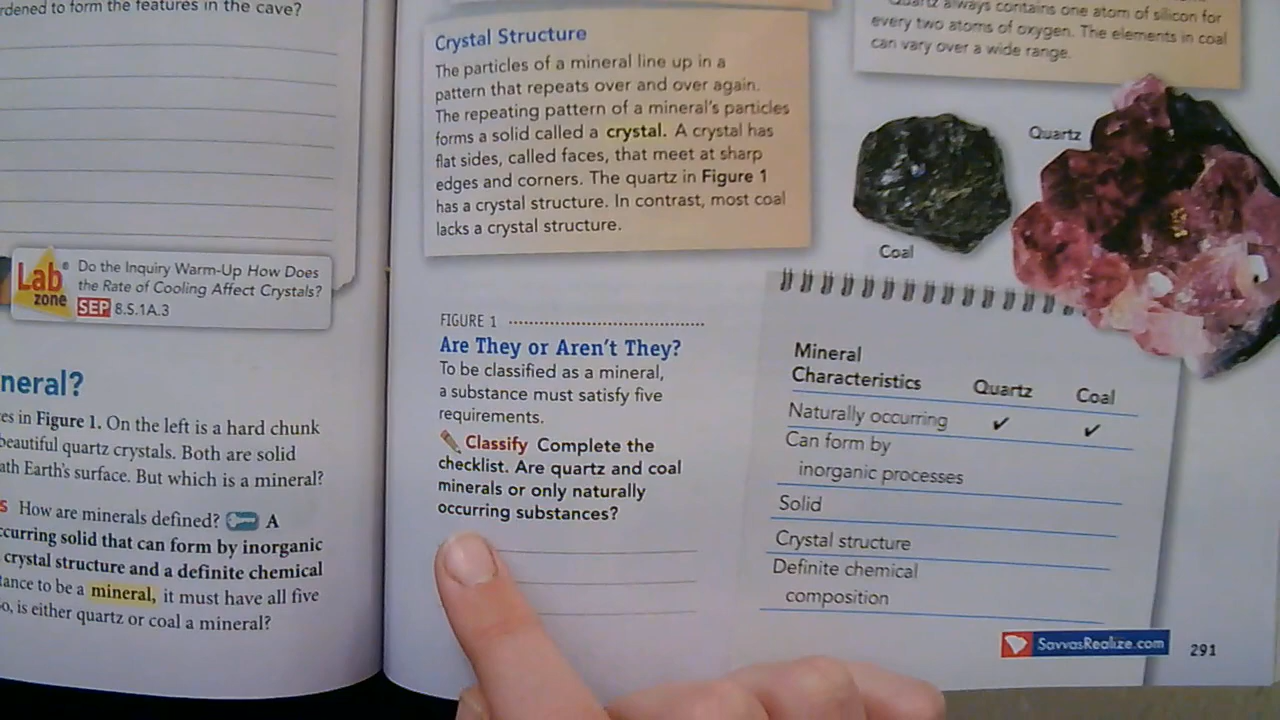 rdened to form the features in the cave?
Lab
zone
Do the Inquiry Warm-Up How Does
the Rate of Cooling Affect Crystals?
SEP 8.S.1A.3
neral?
es in Figure 1. On the left is a hard chunk
beautiful quartz crystals. Both are solid
ath Earth's surface. But which is a mineral?
How are minerals defined? A
ccurring solid that can form by inorganic
crystal structure and a definite chemical
tance to be a mineral, it must have all five
o, is either quartz or coal a mineral?
Crystal Structure
The particles of a mineral line up in a
pattern that repeats over and over again.
The repeating pattern of a mineral's particles
forms a solid called a crystal. A crystal has
flat sides, called faces, that meet at sharp
edges and corners. The quartz in Figure 1
has a crystal structure. In contrast, most coal
lacks a crystal structure.
FIGURE 1
Are They or Aren't They?
To be classified as a mineral,
a substance must satisfy five
requirements.
Classify Complete the
checklist. Are quartz and coal
minerals or only naturally
occurring substances?
Quartz always contains one atom of silicon for
every two atoms of oxygen. The elements in coal
can vary over a wide range.
Quartz
Coal
Mineral
Characteristics Quartz Coal
Naturally occurring ✔ ✔
Can form by
inorganic processes
Solid
Crystal structure
Definite chemical
composition
SavvasRealize.com 291